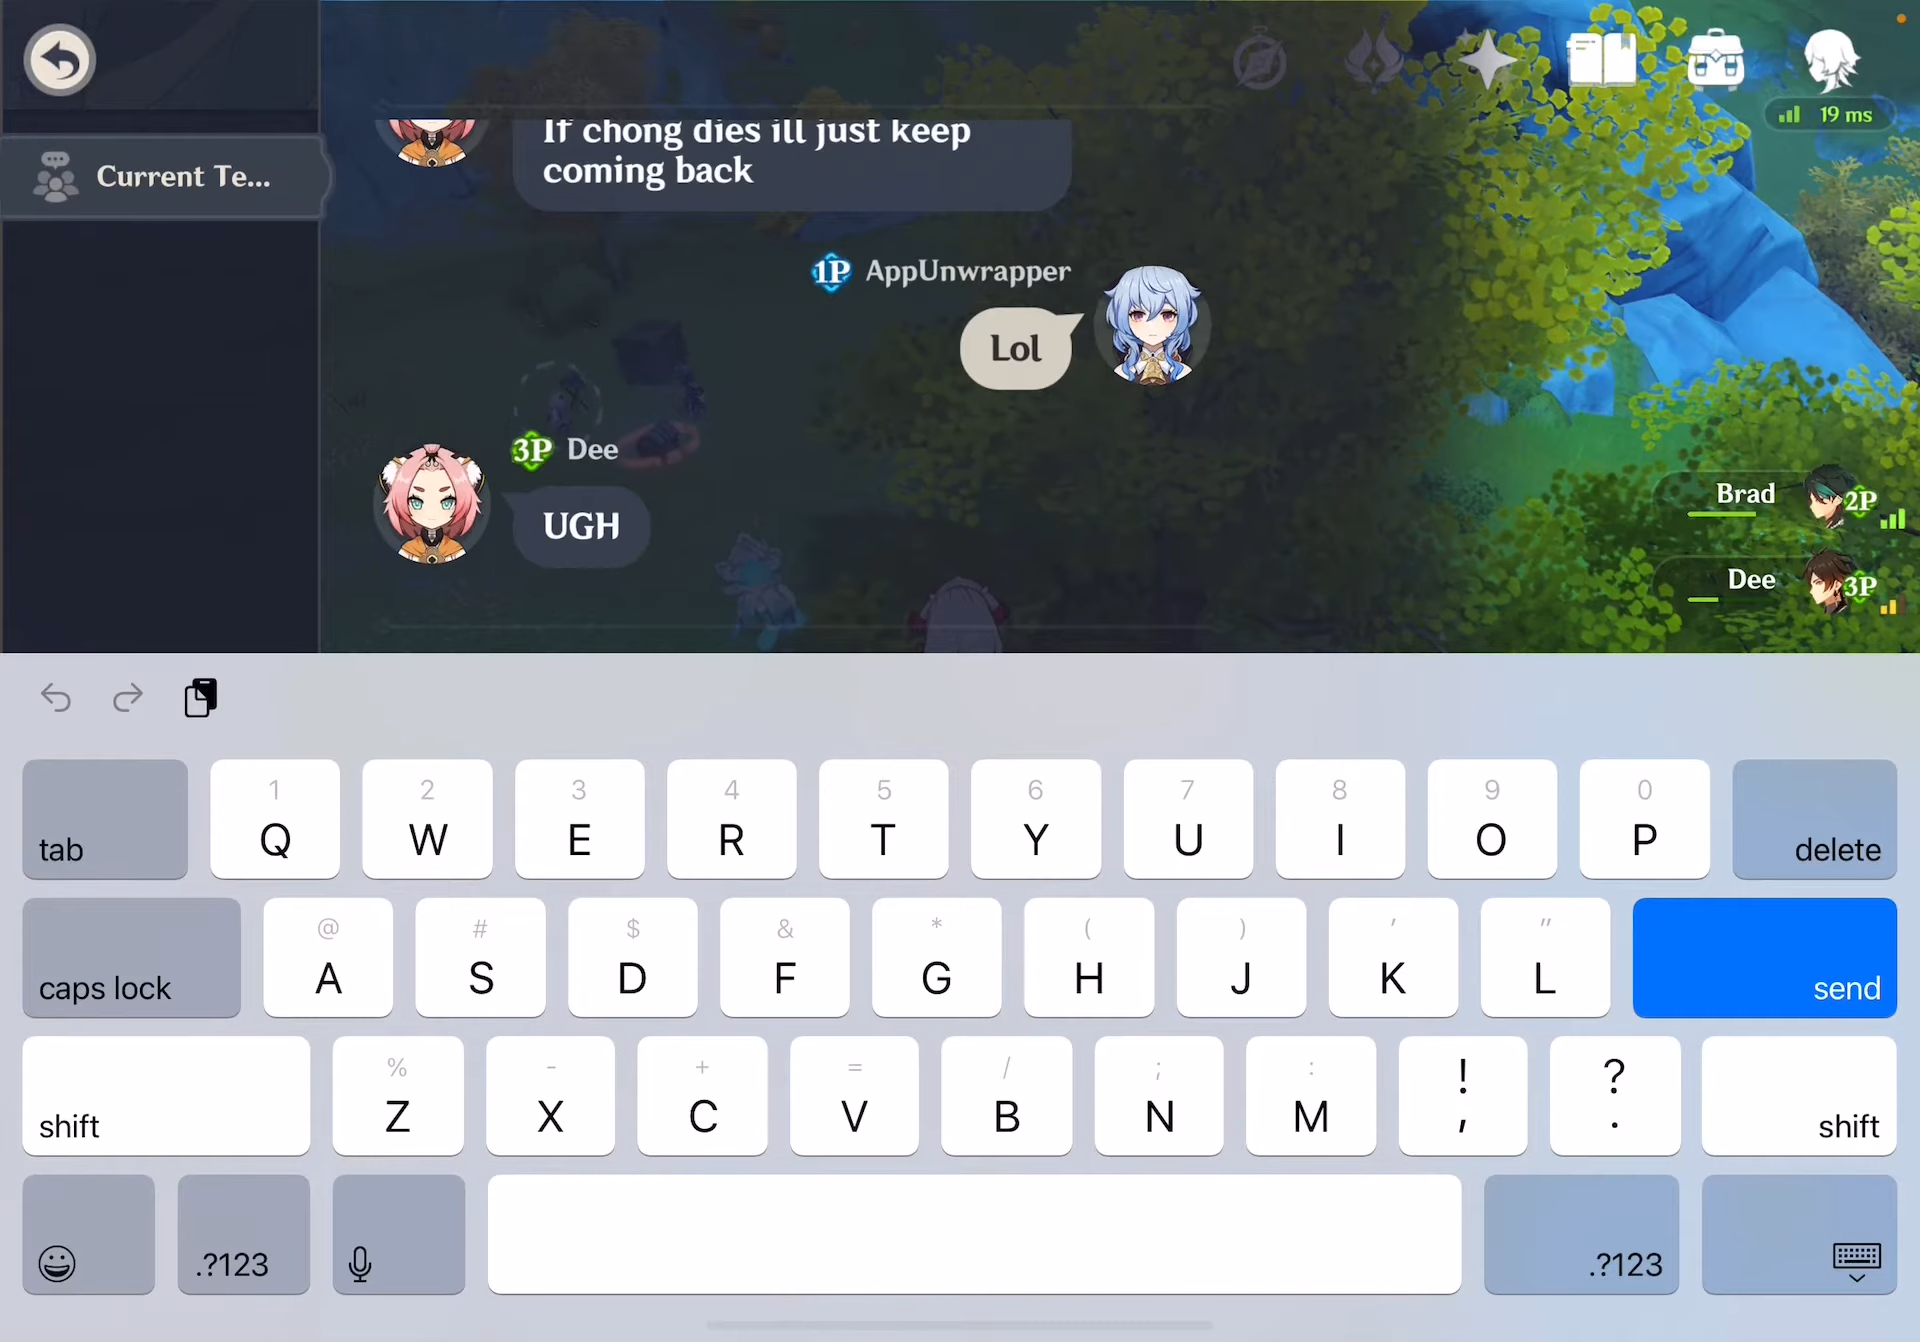 Current Te...
If chong dies ill just keep
coming back
1P AppUnwrapper
Lol
3P Dee
UGH
19 ms
Brad 2P
Dee 3P
tab
1 2 3 4 5 6 7 8 9 0
Q W E R T Y U I O P
delete
caps lock
@ # $ & * ( ) ' "
A S D F G H J K L
send
shift
% - + = / ; : ! ?
Z X C V B N M , .
shift
.?123
.?123